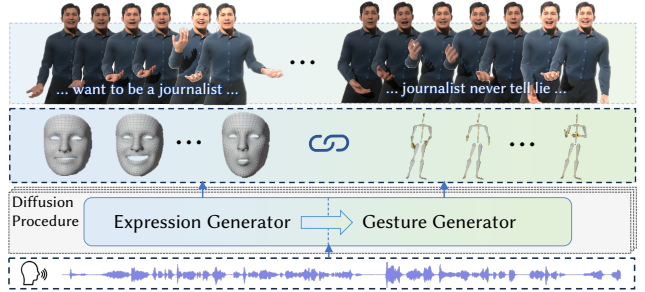 ... want to be a journalist ...
... journalist never tell lie ...
Diffusion
Procedure
Expression Generator
Gesture Generator